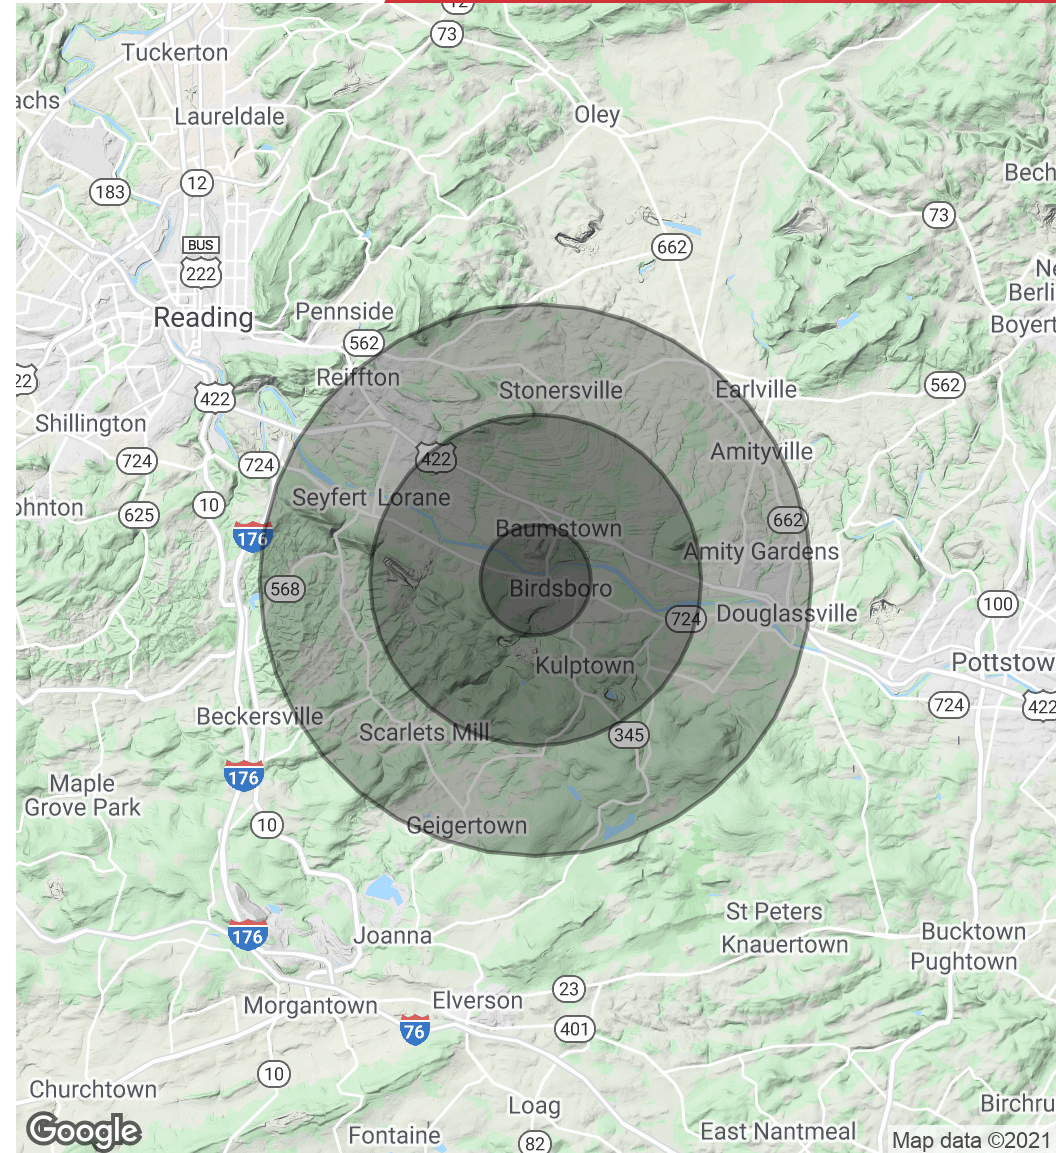 12
73
Tuckerton
achs
Laureldale
Oley
Bech
183
12
73
BUS
222
662
Ne
Berli
Pennside
Reading
Boyert
562
Reiffton
22
422
Stonersville
Earlville
562
Shillington
724
724
422
Amityville
Seyfert
Lorane
ohnton
625
10
176
Baumstown
662
Amity Gardens
568
Birdsboro
724
Douglassville
100
Kulptown
Pottstow
724
422
Beckersville
Scarlets Mill
345
176
Maple
Grove Park
10
Geigertown
St Peters
Knauertown
Bucktown
Pughtown
176
Joanna
Morgantown
Elverson
23
76
401
10
Churchtown
Loag
Birchru
Fontaine
82
East Nantmeal
Google
Map data ©2021